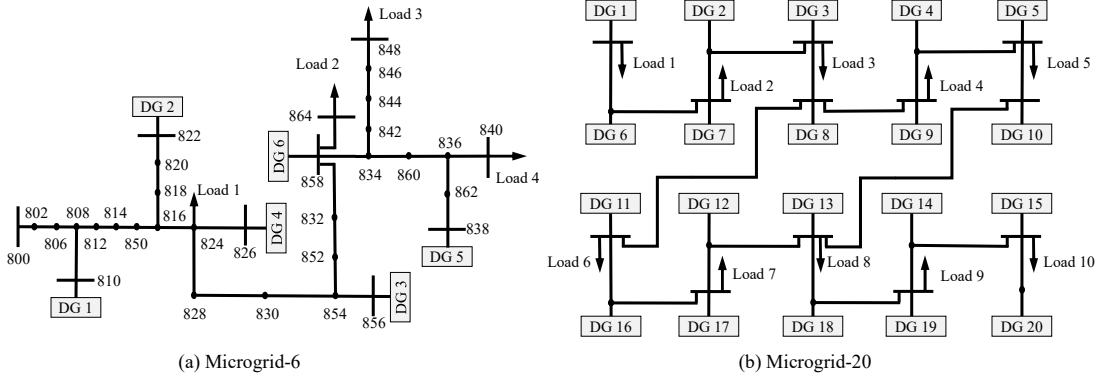 Load 3
848
846
844
842
Load 2
864
DG 2
822
820
818
816
Load 1
DG 6
858
834
860
836
840
Load 4
862
838
DG 5
832
852
802
808
814
800
806
812
850
824
826
DG 4
810
DG 1
828
830
854
856
DG 3
(a) Microgrid-6
DG 1
DG 2
DG 3
DG 4
DG 5
Load 1
Load 2
Load 3
Load 4
Load 5
DG 6
DG 7
DG 8
DG 9
DG 10
DG 11
DG 12
DG 13
DG 14
DG 15
Load 6
Load 7
Load 8
Load 9
Load 10
DG 16
DG 17
DG 18
DG 19
DG 20
(b) Microgrid-20